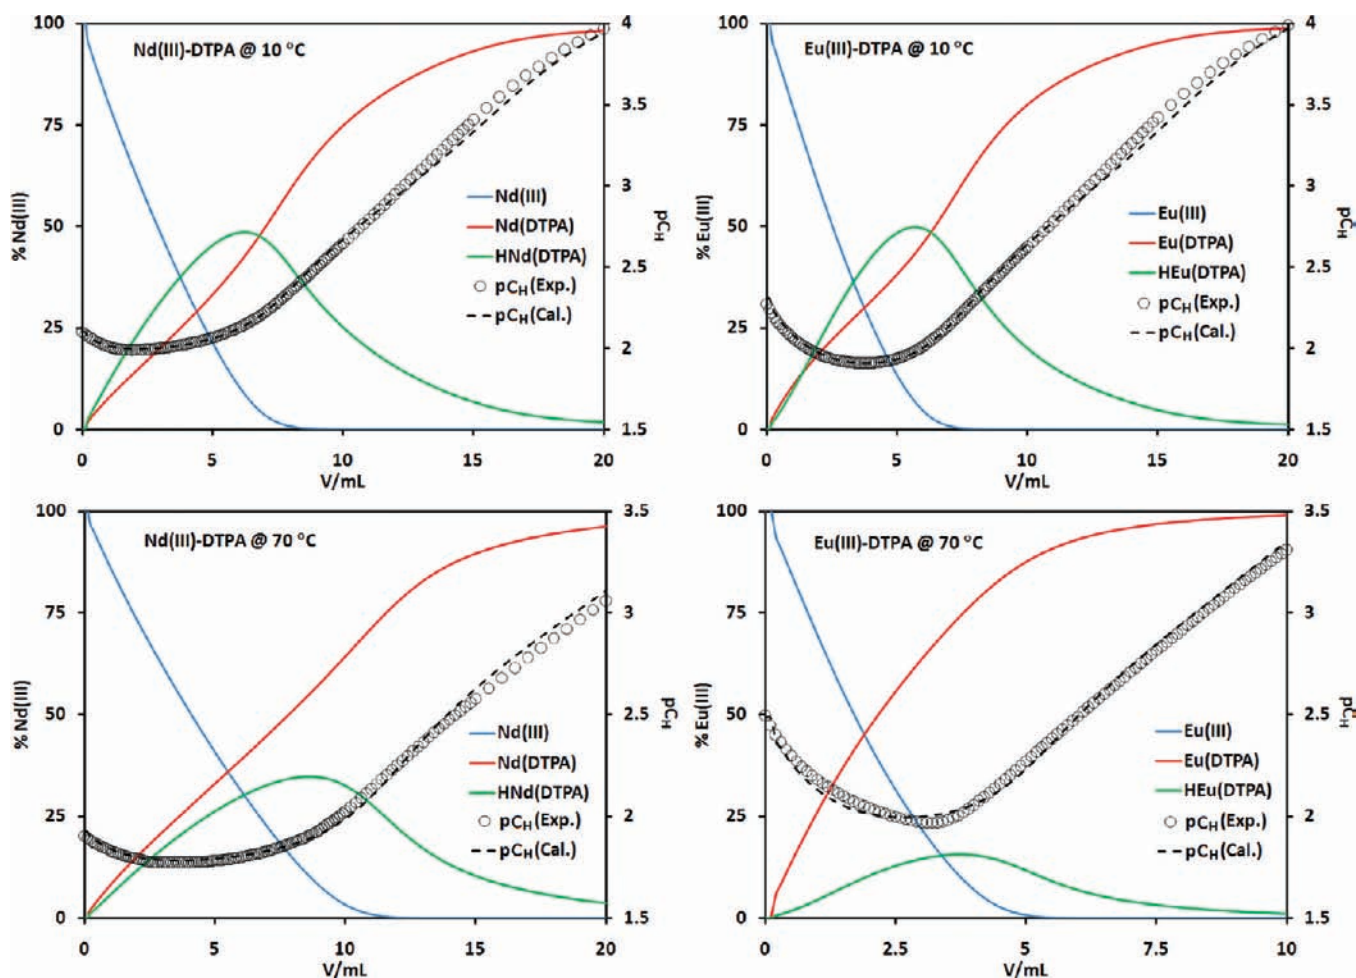 Nd(III)-DTPA @ 10 °C
100
75
50
25
0
% Nd(III)
4
3.5
3
2.5
2
1.5
pCH
Nd(III)
Nd(DTPA)
HNd(DTPA)
pCH(Exp.)
pCH(Cal.)
0 5 10 15 20
V/mL
Eu(III)-DTPA @ 10 °C
100
75
50
25
0
% Eu(III)
4
3.5
3
2.5
2
1.5
pCH
Eu(III)
Eu(DTPA)
HEu(DTPA)
pCH(Exp.)
pCH(Cal.)
0 5 10 15 20
V/mL
Nd(III)-DTPA @ 70 °C
100
75
50
25
0
% Nd(III)
3.5
3
2.5
2
1.5
pCH
Nd(III)
Nd(DTPA)
HNd(DTPA)
pCH(Exp.)
pCH(Cal.)
0 5 10 15 20
V/mL
Eu(III)-DTPA @ 70 °C
100
75
50
25
0
% Eu(III)
3.5
3
2.5
2
1.5
pCH
Eu(III)
Eu(DTPA)
HEu(DTPA)
pCH(Exp.)
pCH(Cal.)
0 2.5 5 7.5 10
V/mL